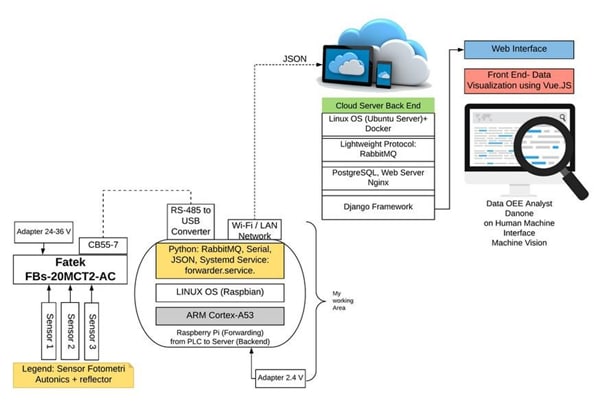 JSON
Web Interface
Front End- Data
Visualization using Vue.JS
Cloud Server Back End
Linux OS (Ubuntu Server)+
Docker
Lightweight Protocol:
RabbitMQ
PostgreSQL, Web Server
Nginx
Django Framework
Data OEE Analyst
Danone
on Human Machine
Interface
Machine Vision
RS-485 to
USB
Converter
Wi-Fi / LAN
Network
Adapter 24-36 V
CB55-7
Fatek
FBs-20MCT2-AC
Python: RabbitMQ, Serial,
JSON, Systemd Service:
forwarder.service.
LINUX OS (Raspbian)
ARM Cortex-A53
Raspberry Pi (Forwarding)
from PLC to Server (Backend)
My
working
Area
Sensor 1
Sensor 2
Sensor 3
Adapter 2.4 V
Legend: Sensor Fotometri
Autonics + reflector